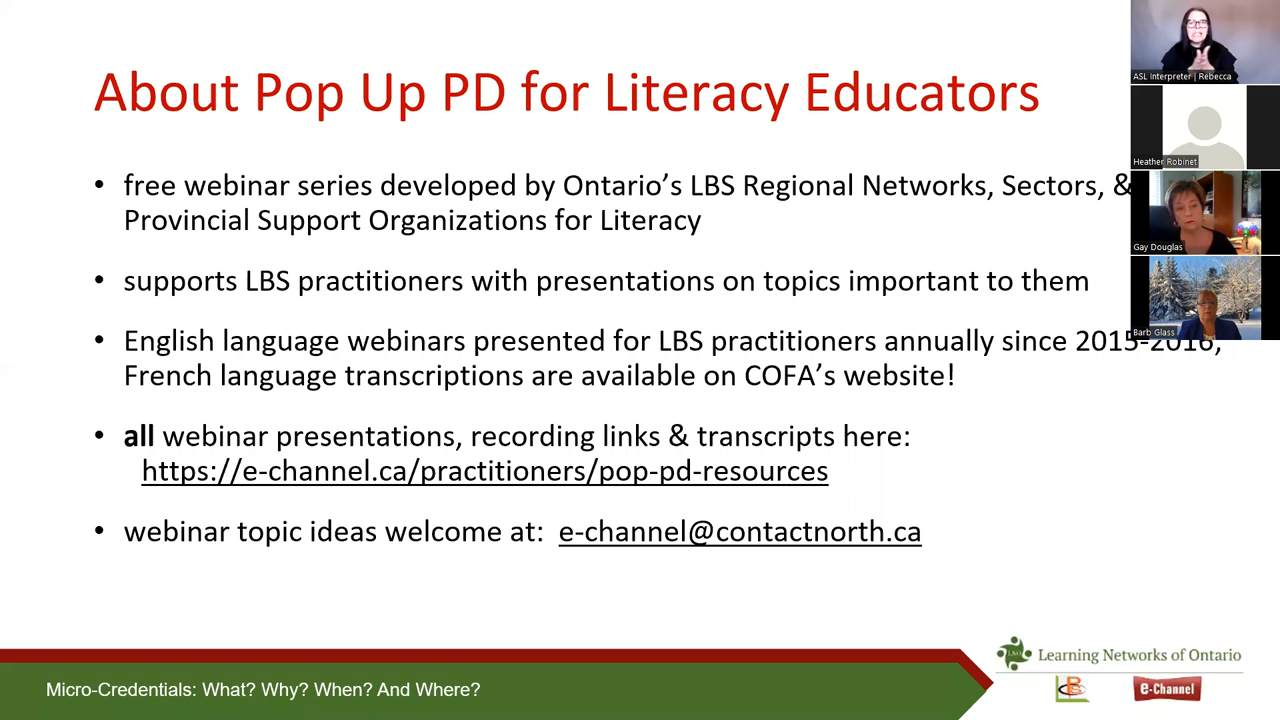 About Pop Up PD for Literacy Educators
• free webinar series developed by Ontario’s LBS Regional Networks, Sectors, &
Provincial Support Organizations for Literacy
• supports LBS practitioners with presentations on topics important to them
• English language webinars presented for LBS practitioners annually since 2015-2016,
French language transcriptions are available on COFA’s website!
• all webinar presentations, recording links & transcripts here:
https://e-channel.ca/practitioners/pop-pd-resources
• webinar topic ideas welcome at: e-channel@contactnorth.ca
ASL Interpreter | Rebecca
Heather Robinet
Gay Douglas
Barb Glass
Micro-Credentials: What? Why? When? And Where?
LNO
Learning Networks of Ontario
LBS
e-Channel